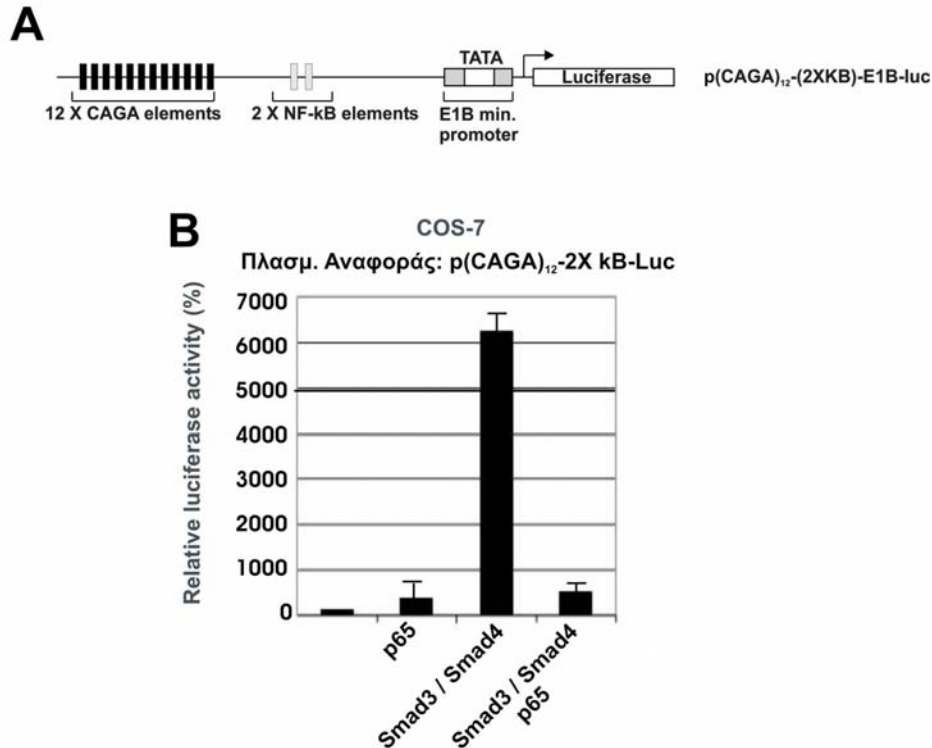 A
TATA
Luciferase
p(CAGA)₁₂-(2XKB)-E1B-luc
12 X CAGA elements
2 X NF-kB elements
E1B min.
promoter
B
COS-7
Πλασμ. Αναφοράς: p(CAGA)₁₂-2X kB-Luc
Relative luciferase activity (%)
7000
6000
5000
4000
3000
2000
1000
0
p65
Smad3 / Smad4
Smad3 / Smad4
p65